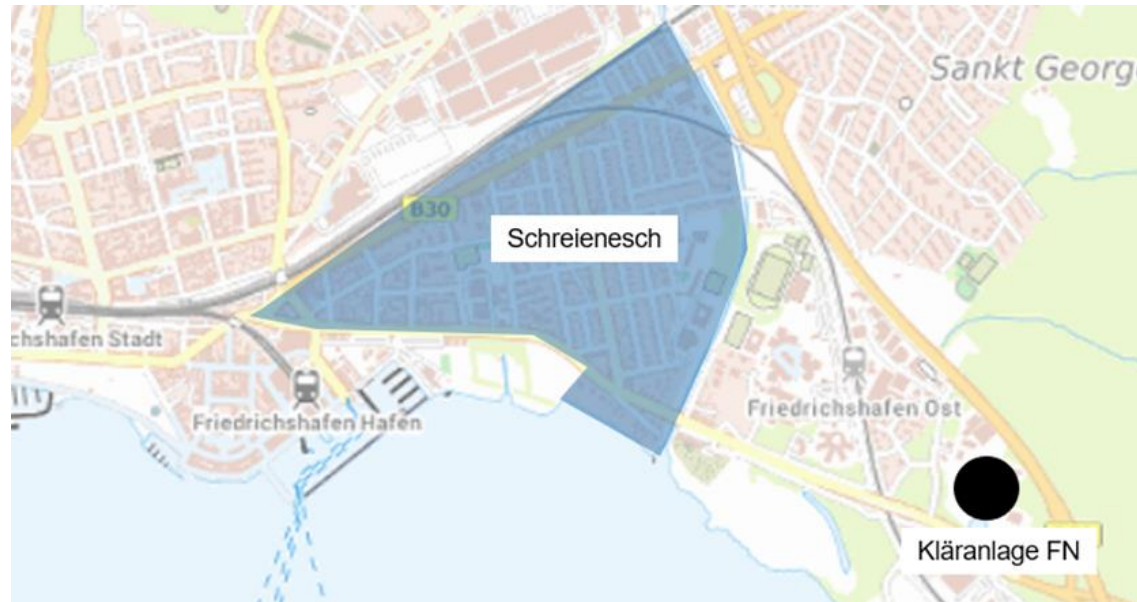 Sankt Georg
B30
Schreienesch
chshafen Stadt
Friedrichshafen Hafen
Friedrichshafen Ost
Kläranlage FN